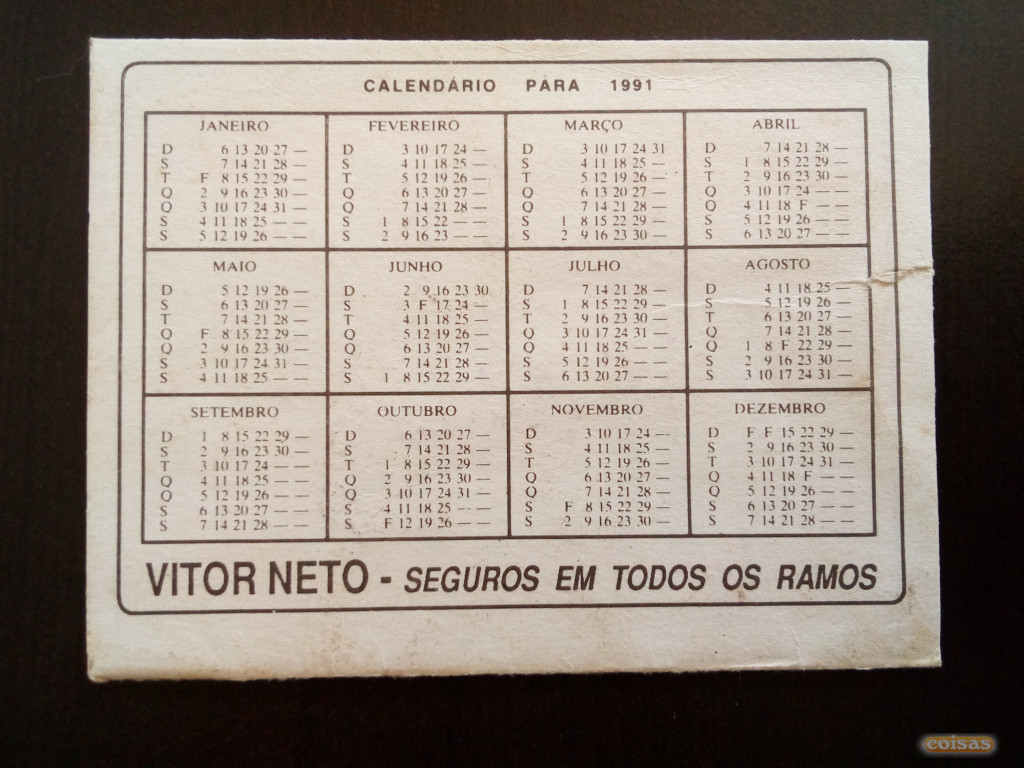 CALENDÁRIO PARA 1991
JANEIRO
D 6 13 20 27 —
S 7 14 21 28 —
T F 8 15 22 29 —
Q 2 9 16 23 30 —
Q 3 10 17 24 31 —
S 4 11 18 25 — —
S 5 12 19 26 — —
FEVEREIRO
D 3 10 17 24 —
S 4 11 18 25 —
T 5 12 19 26 —
Q 6 13 20 27 —
Q 7 14 21 28 —
S 1 8 15 22 — —
S 2 9 16 23 — —
MARÇO
D 3 10 17 24 31
S 4 11 18 25 —
T 5 12 19 26 —
Q 6 13 20 27 —
Q 7 14 21 28 —
S 1 8 15 22 29 —
S 2 9 16 23 30 —
ABRIL
D 7 14 21 28 —
S 1 8 15 22 29 —
T 2 9 16 23 30 —
Q 3 10 17 24 — —
Q 4 11 18 F — —
S 5 12 19 26 — —
S 6 13 20 27 — —
MAIO
D 5 12 19 26 —
S 6 13 20 27 —
T 7 14 21 28 —
Q F 8 15 22 29 —
Q 2 9 16 23 30 —
S 3 10 17 24 31 —
S 4 11 18 25 — —
JUNHO
D 2 9 16 23 30
S 3 F 17 24 —
T 4 11 18 25 —
Q 5 12 19 26 —
Q 6 13 20 27 —
S 7 14 21 28 —
S 1 8 15 22 29 —
JULHO
D 7 14 21 28 —
S 1 8 15 22 29 —
T 2 9 16 23 30 —
Q 3 10 17 24 31 —
Q 4 11 18 25 — —
S 5 12 19 26 — —
S 6 13 20 27 — —
AGOSTO
D 4 11 18 25 —
S 5 12 19 26 —
T 6 13 20 27 —
Q 7 14 21 28 —
Q 1 8 F 22 29 —
S 2 9 16 23 30 —
S 3 10 17 24 31 —
SETEMBRO
D 1 8 15 22 29 —
S 2 9 16 23 30 —
T 3 10 17 24 — —
Q 4 11 18 25 — —
Q 5 12 19 26 — —
S 6 13 20 27 — —
S 7 14 21 28 — —
OUTUBRO
D 6 13 20 27 —
S 7 14 21 28 —
T 1 8 15 22 29 —
Q 2 9 16 23 30 —
Q 3 10 17 24 31 —
S 4 11 18 25 — —
S F 12 19 26 — —
NOVEMBRO
D 3 10 17 24 —
S 4 11 18 25 —
T 5 12 19 26 —
Q 6 13 20 27 —
Q 7 14 21 28 —
S F 8 15 22 29 —
S 2 9 16 23 30 —
DEZEMBRO
D F F 15 22 29 —
S 2 9 16 23 30 —
T 3 10 17 24 31 —
Q 4 11 18 F — —
Q 5 12 19 26 — —
S 6 13 20 27 — —
S 7 14 21 28 — —
VITOR NETO - SEGUROS EM TODOS OS RAMOS
coisas